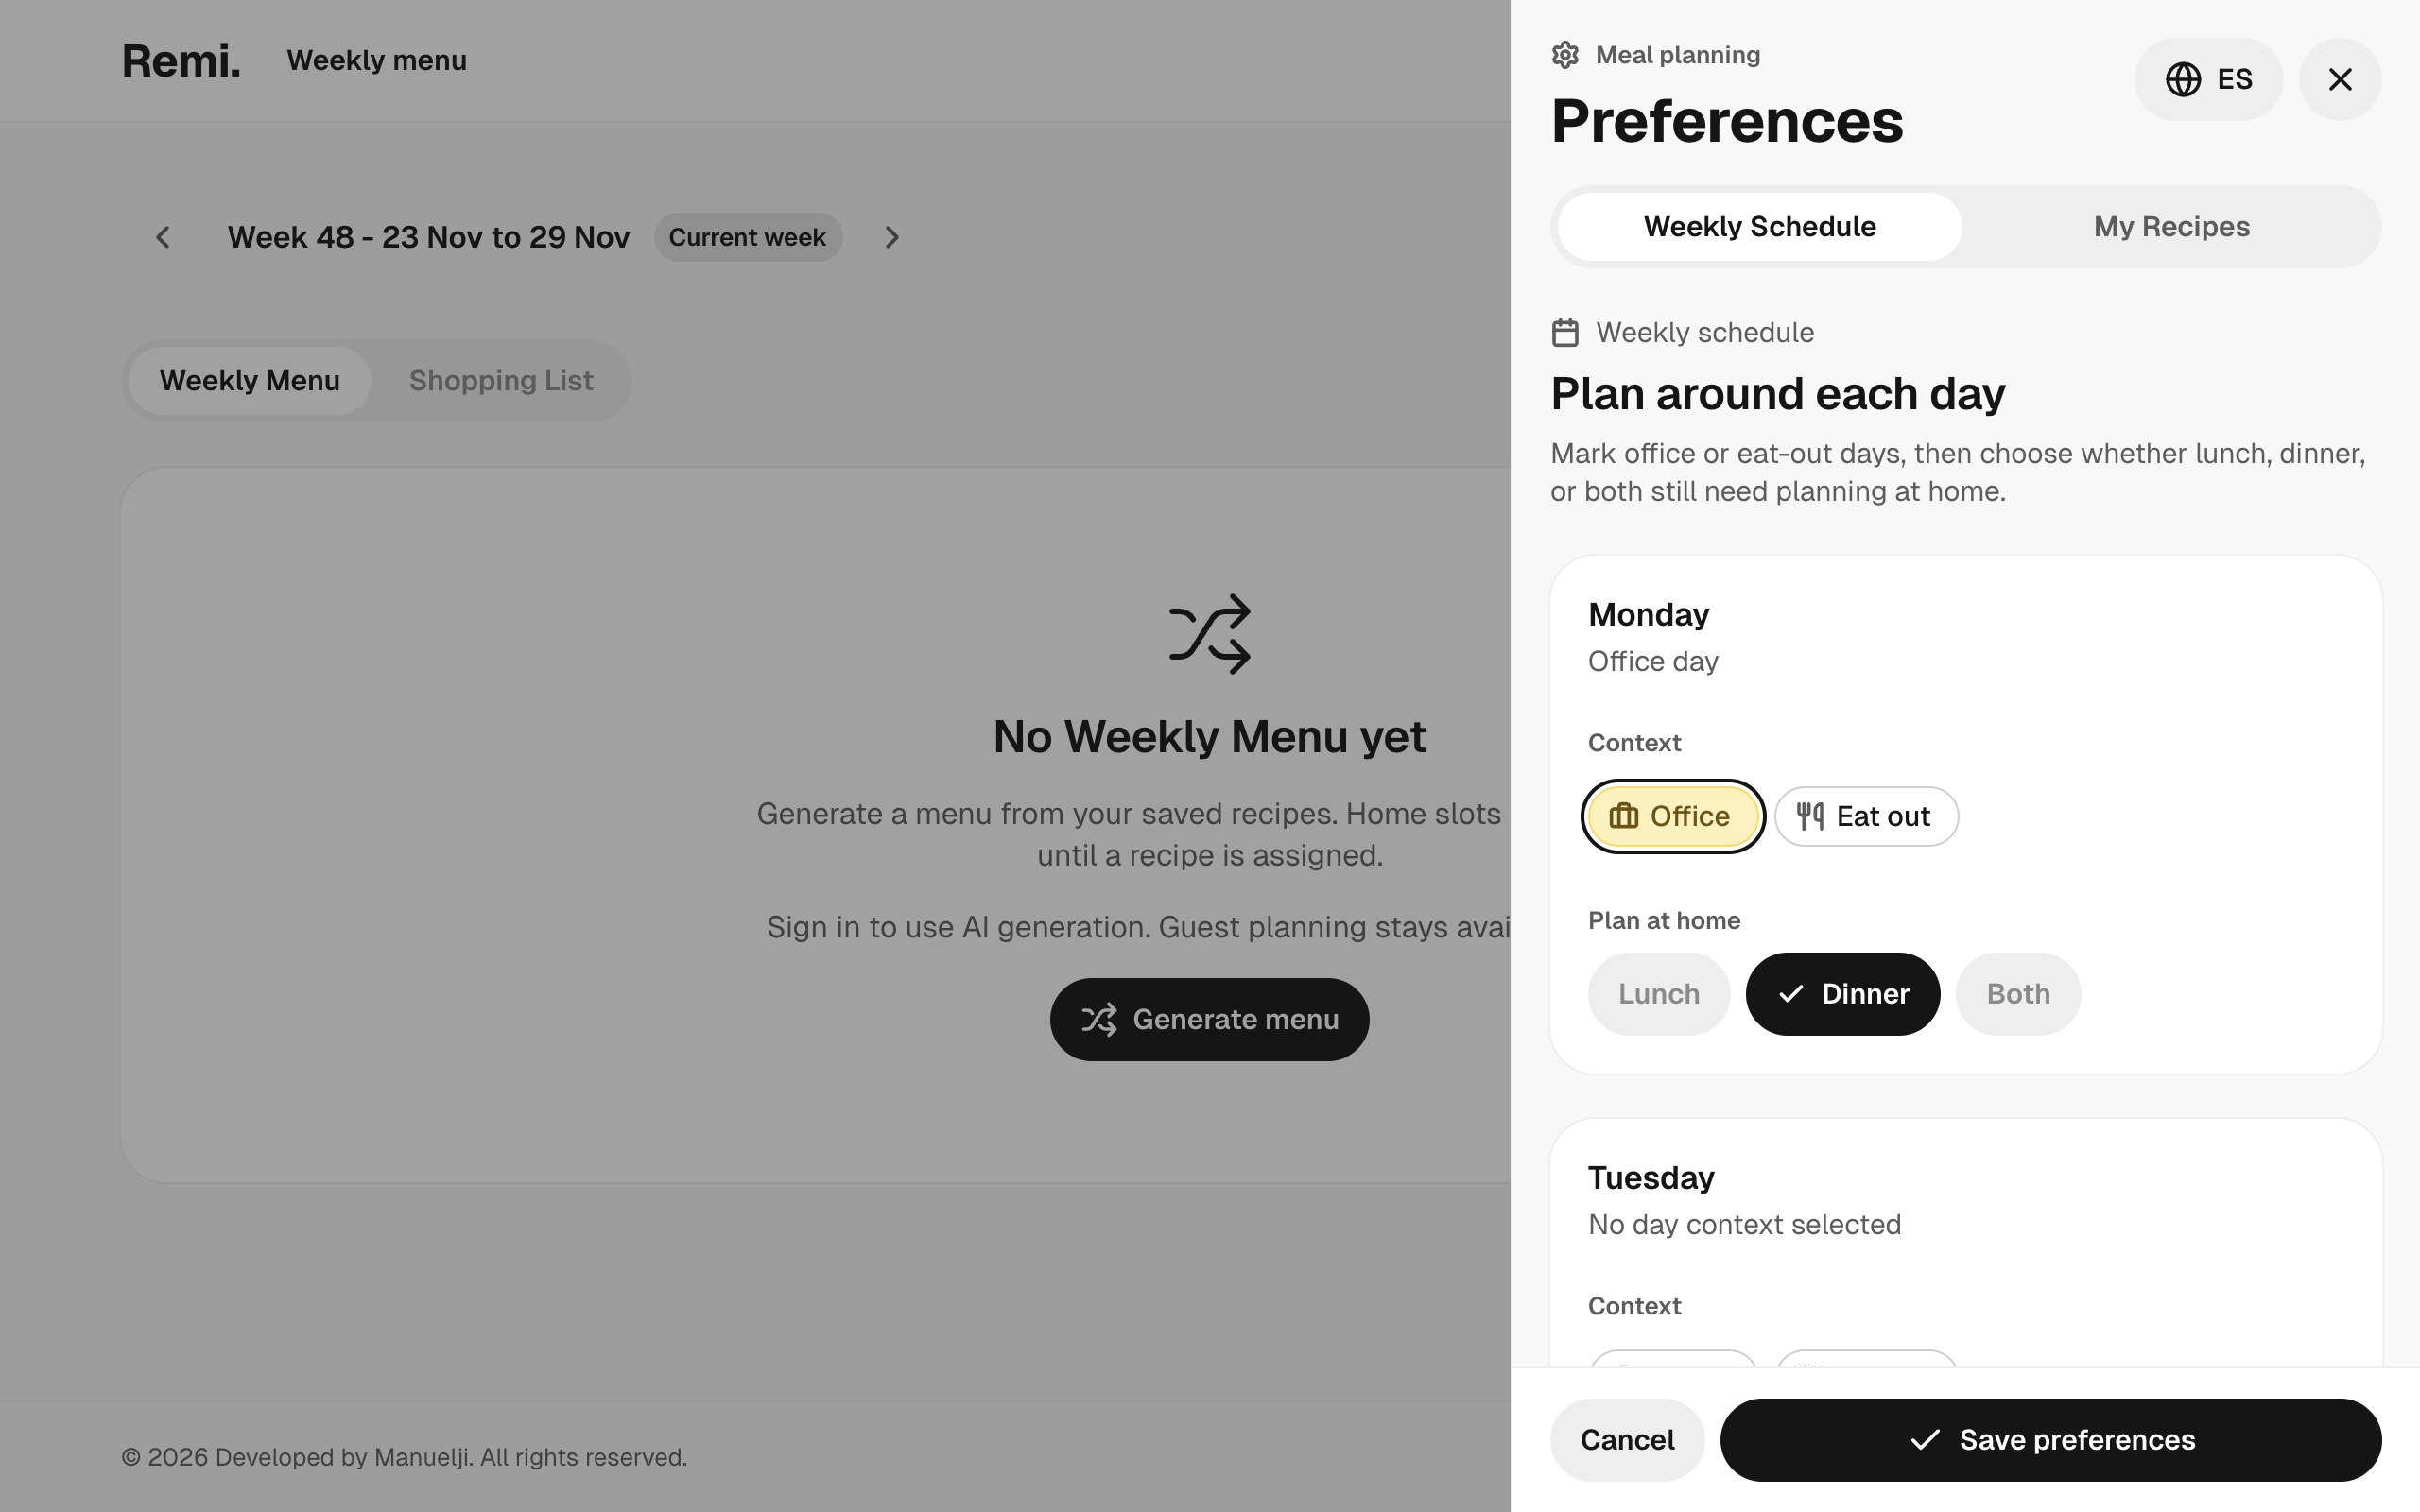 Remi.
Weekly menu
Week 48 - 23 Nov to 29 Nov
Current week
Weekly Menu
Shopping List
No Weekly Menu yet
Generate a menu from your saved recipes. Home slots
until a recipe is assigned.
Sign in to use AI generation. Guest planning stays
Generate menu
© 2026 Developed by Manuelji. All rights reserved.
Meal planning
Preferences
ES
Weekly Schedule
My Recipes
Weekly schedule
Plan around each day
Mark office or eat-out days, then choose whether lunch, dinner,
or both still need planning at home.
Monday
Office day
Context
Office
Eat out
Plan at home
Lunch
Dinner
Both
Tuesday
No day context selected
Context
Cancel
Save preferences